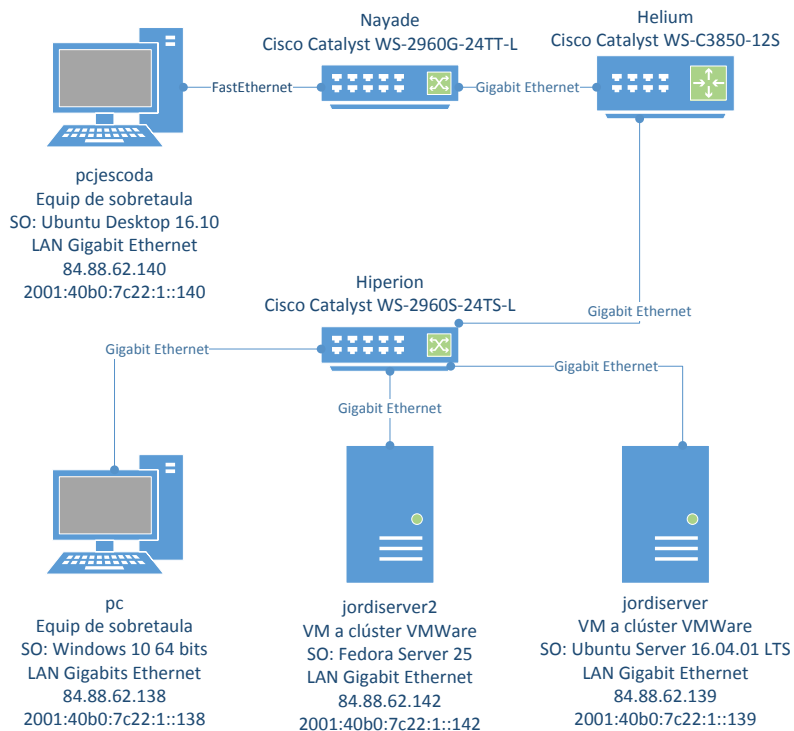 Nayade
Cisco Catalyst WS-2960G-24TT-L
Helium
Cisco Catalyst WS-C3850-12S
FastEthernet
Gigabit Ethernet
pcjescoda
Equip de sobretaula
SO: Ubuntu Desktop 16.10
LAN Gigabit Ethernet
84.88.62.140
2001:40b0:7c22:1::140
Hiperion
Cisco Catalyst WS-2960S-24TS-L
Gigabit Ethernet
Gigabit Ethernet
Gigabit Ethernet
Gigabit Ethernet
pc
Equip de sobretaula
SO: Windows 10 64 bits
LAN Gigabits Ethernet
84.88.62.138
2001:40b0:7c22:1::138
jordiserver2
VM a clúster VMWare
SO: Fedora Server 25
LAN Gigabit Ethernet
84.88.62.142
2001:40b0:7c22:1::142
jordiserver
VM a clúster VMWare
SO: Ubuntu Server 16.04.01 LTS
LAN Gigabit Ethernet
84.88.62.139
2001:40b0:7c22:1::139